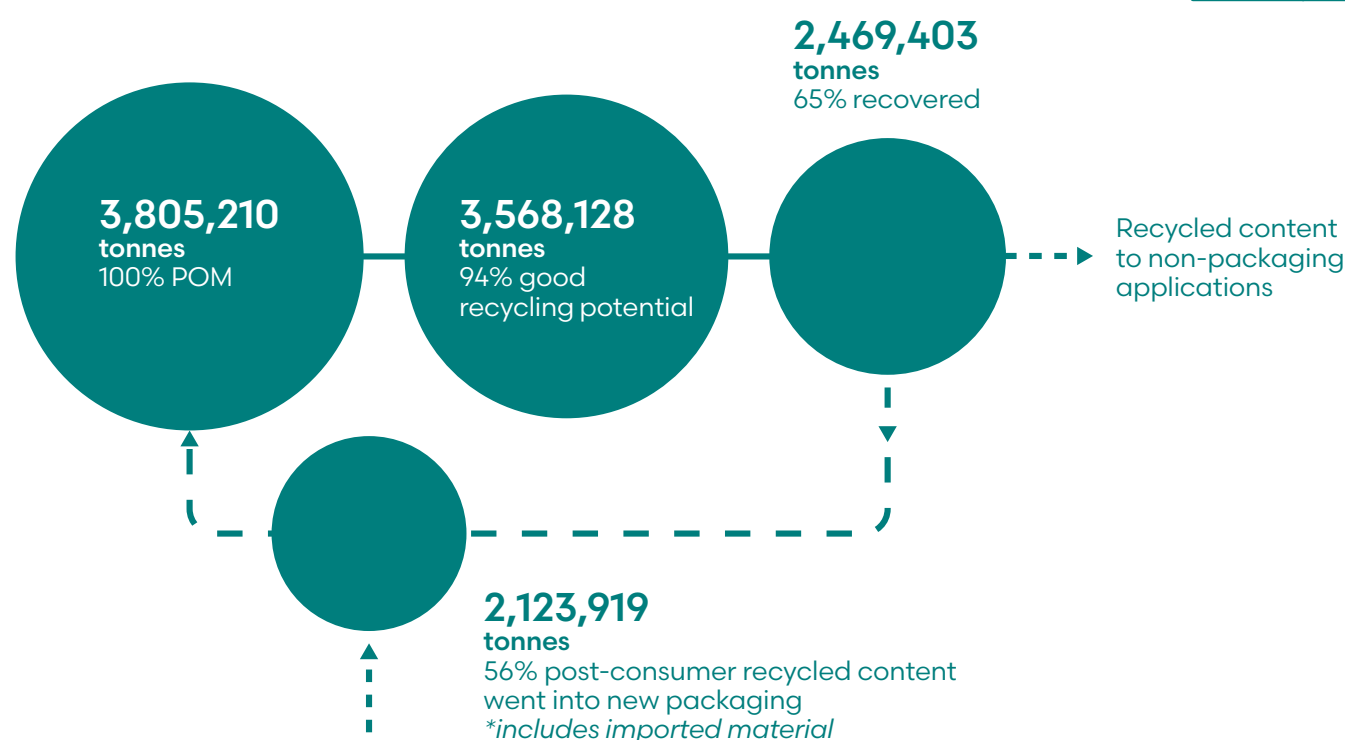 2,469,403
tonnes
65% recovered
3,805,210
tonnes
100% POM
3,568,128
tonnes
94% good
recycling potential
Recycled content
to non-packaging
applications
2,123,919
tonnes
56% post-consumer recycled content
went into new packaging
*includes imported material